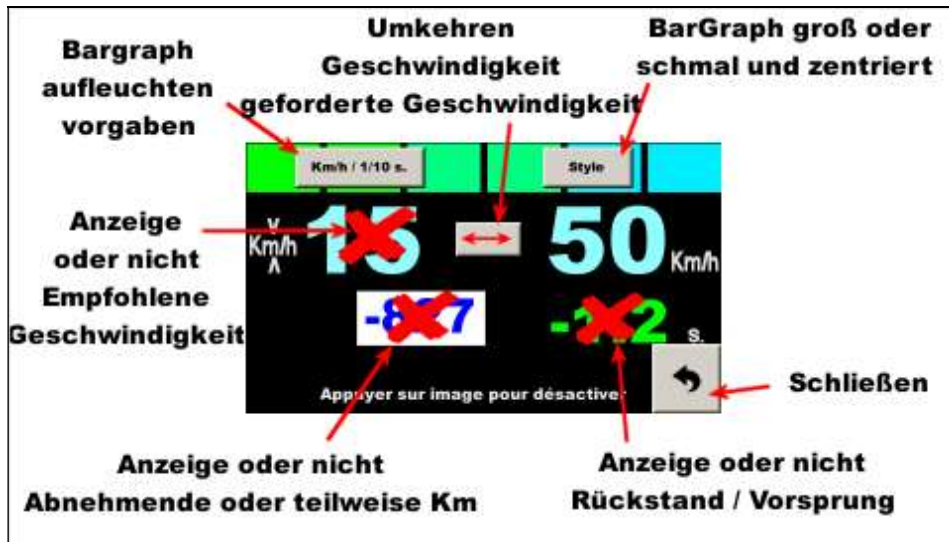 Bargraph
aufleuchten
vorgaben
Umkehren
Geschwindigkeit
geforderte Geschwindigkeit
BarGraph groß oder
schmal und zentriert
Km/h / 1/10 s.
Style
Anzeige
oder nicht
Empfohlene
Geschwindigkeit
Km/h
15
50 Km/h
S.
Appuyer sur image pour désactiver
Schließen
Anzeige oder nicht
Abnehmende oder teilweise Km
Anzeige oder nicht
Rückstand / Vorsprung